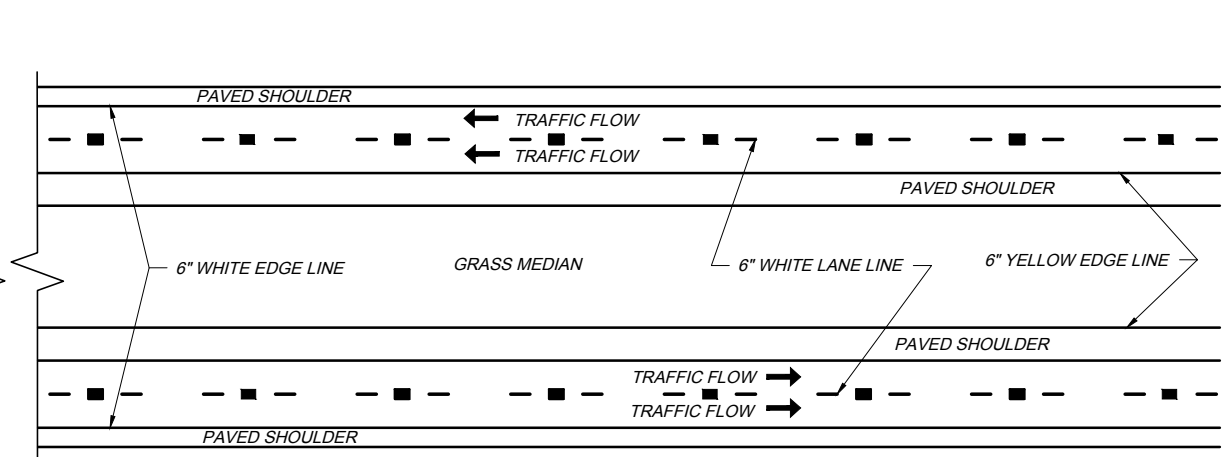 PAVED SHOULDER
TRAFFIC FLOW
TRAFFIC FLOW
PAVED SHOULDER
6" WHITE EDGE LINE
GRASS MEDIAN
6" WHITE LANE LINE
6" YELLOW EDGE LINE
PAVED SHOULDER
TRAFFIC FLOW
TRAFFIC FLOW
PAVED SHOULDER